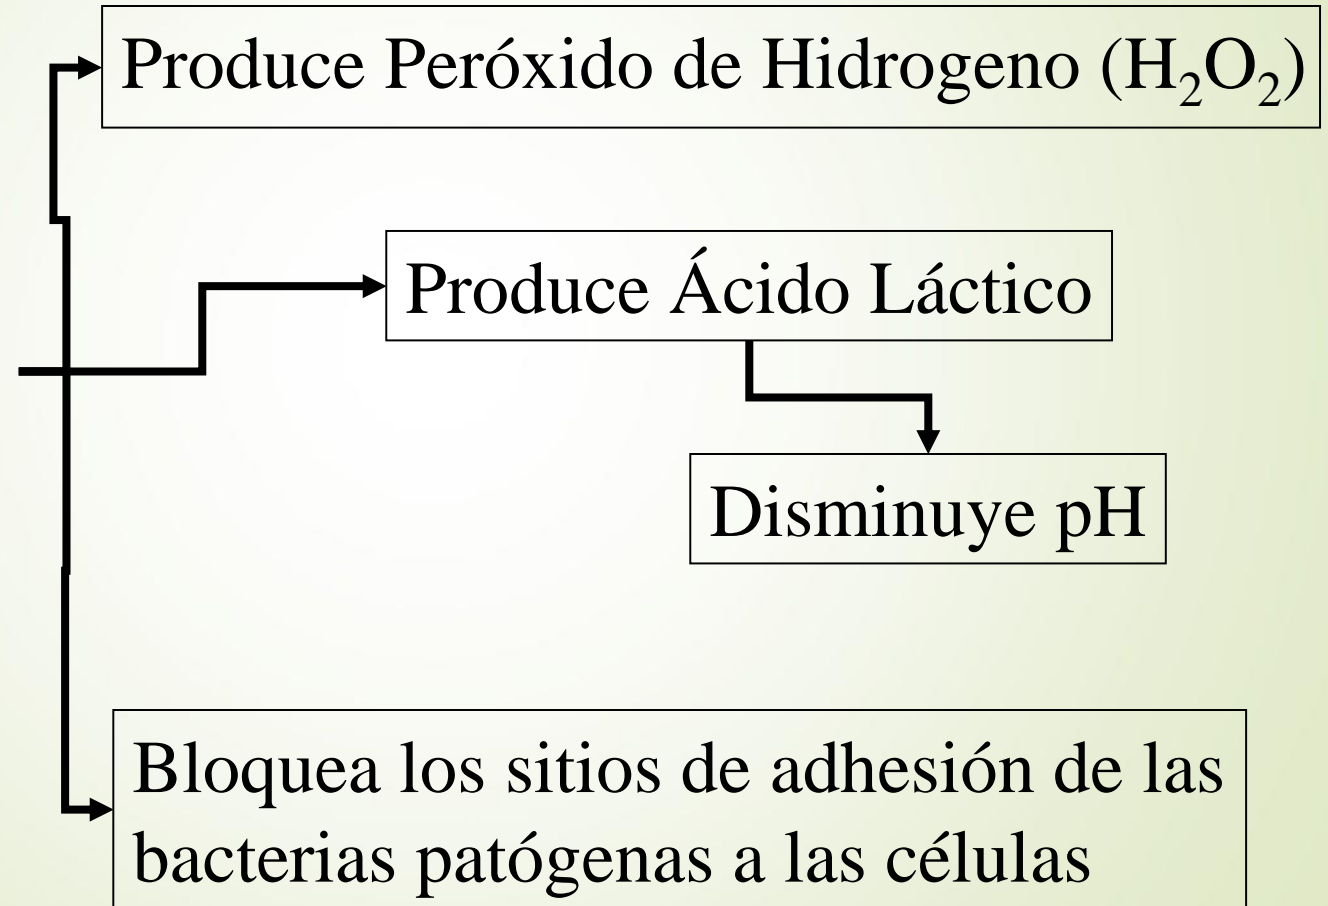 Produce Peróxido de Hidrogeno (H₂O₂)
Produce Ácido Láctico
Disminuye pH
Bloquea los sitios de adhesión de las
bacterias patógenas a las células